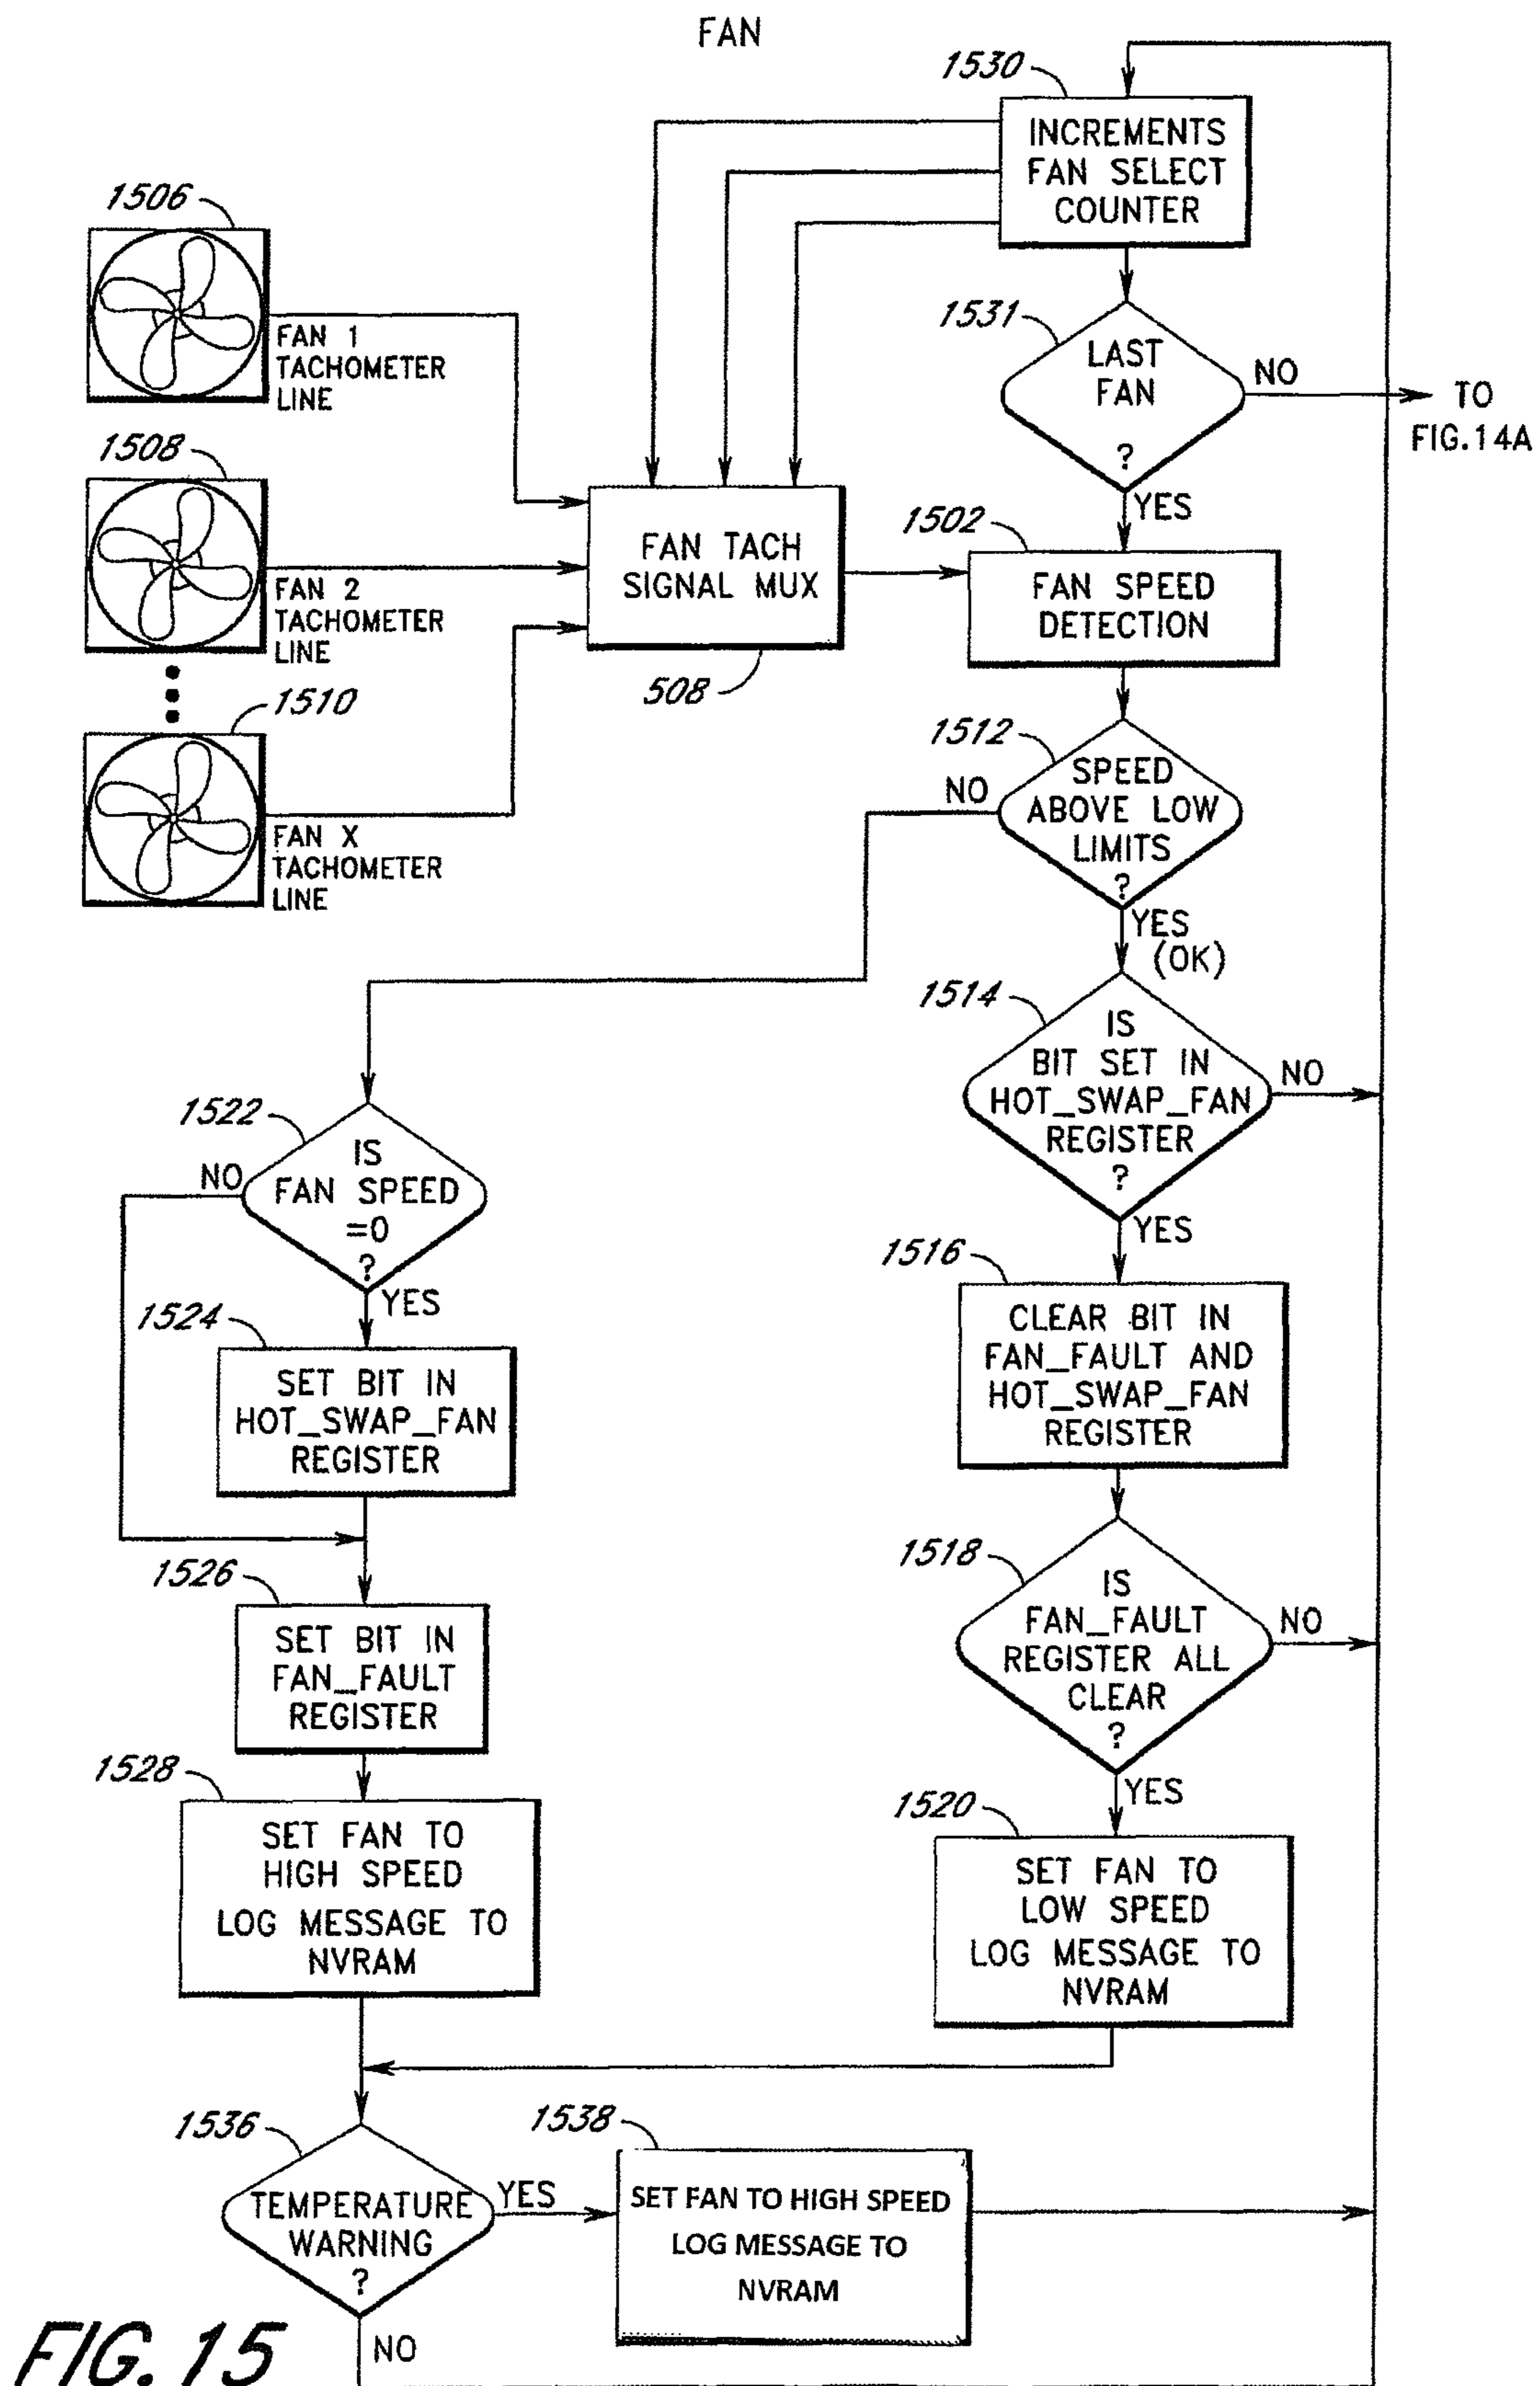 FAN
1530
INCREMENTS
FAN SELECT
COUNTER
1506
FAN 1
TACHOMETER
LINE
1531
LAST
FAN
?
NO
TO
FIG.14A
YES
1508
FAN 2
TACHOMETER
LINE
FAN TACH
SIGNAL MUX
508
1502
FAN SPEED
DETECTION
1510
FAN X
TACHOMETER
LINE
1512
SPEED
ABOVE LOW
LIMITS
?
NO
YES
(OK)
1514
IS
BIT SET IN
HOT_SWAP_FAN
REGISTER
?
NO
YES
1522
IS
FAN SPEED
=0
?
NO
YES
1516
CLEAR BIT IN
FAN_FAULT AND
HOT_SWAP_FAN
REGISTER
1524
SET BIT IN
HOT_SWAP_FAN
REGISTER
1518
IS
FAN_FAULT
REGISTER ALL
CLEAR
?
NO
YES
1526
SET BIT IN
FAN_FAULT
REGISTER
1528
SET FAN TO
HIGH SPEED
LOG MESSAGE TO
NVRAM
1520
SET FAN TO
LOW SPEED
LOG MESSAGE TO
NVRAM
1536
TEMPERATURE
WARNING
?
YES
NO
1538
SET FAN TO HIGH SPEED
LOG MESSAGE TO
NVRAM
FIG. 15